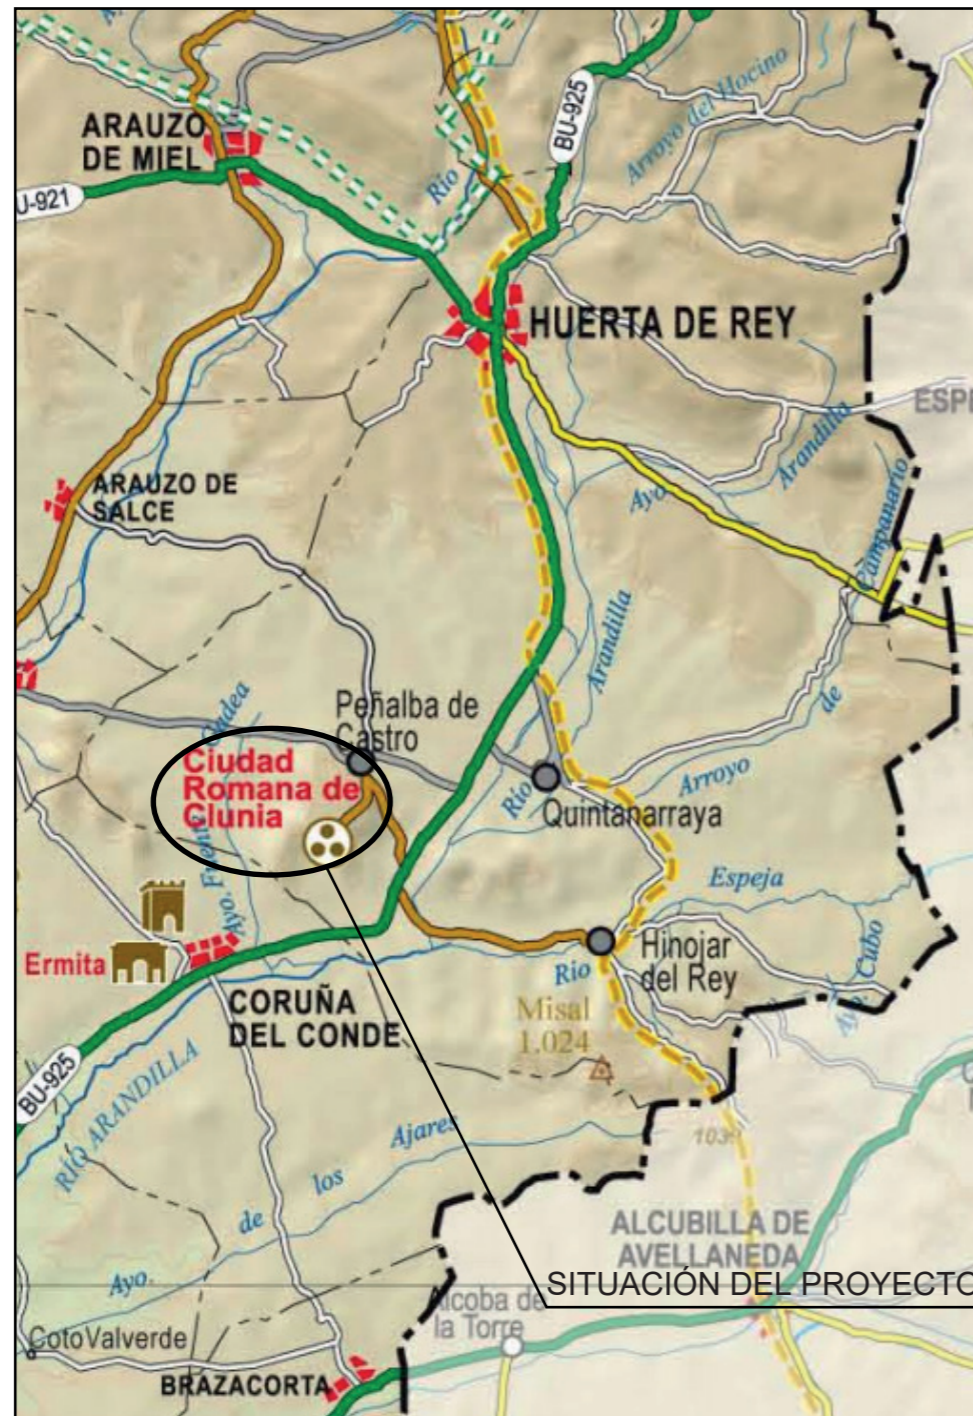 BU-925
Arroyo del Hocino
ARAUZO
DE MIEL
Río
U-921
HUERTA DE REY
ESPE
Arandilla
Ayo.
ARAUZO DE
SALCE
Campanario
de
Arroyo
Arandilla
Río
Peñalba de
Castro
Ciudad
Romana de
Clunia
Ayo. Fuente
Quintanarraya
Espeja
Ayo. Cubo
Ermita
Hinojar
del Rey
Río
CORUÑA
DEL CONDE
Misal
1.024
BU-925
RÍO ARANDILLA
Ayo.
de
los
Ajares
ALCUBILLA DE
AVELLANEDA
SITUACIÓN DEL PROYECTO
Alcoba de
la Torre
CotoValverde
BRAZACORTA